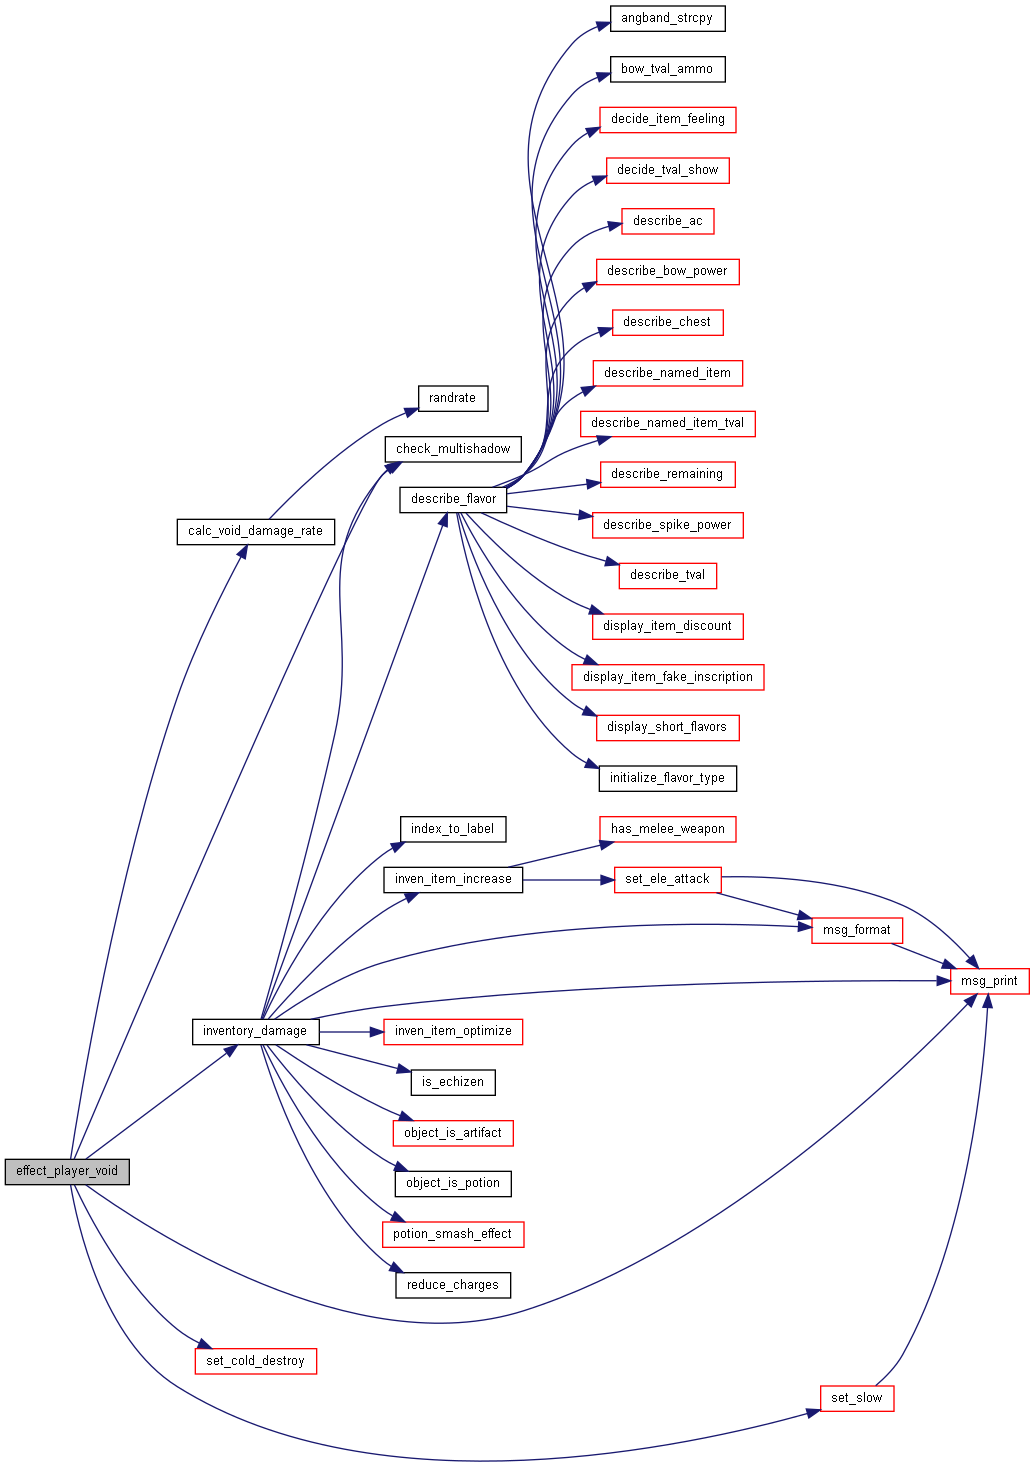 angband_strcpy
bow_tval_ammo
decide_item_feeling
decide_tval_show
describe_ac
describe_bow_power
describe_chest
describe_named_item
randrate
describe_named_item_tval
check_multishadow
describe_remaining
describe_flavor
describe_spike_power
calc_void_damage_rate
describe_tval
display_item_discount
display_item_fake_inscription
display_short_flavors
initialize_flavor_type
index_to_label
has_melee_weapon
inven_item_increase
set_ele_attack
msg_format
msg_print
inventory_damage
inven_item_optimize
is_echizen
object_is_artifact
effect_player_void
object_is_potion
potion_smash_effect
reduce_charges
set_cold_destroy
set_slow